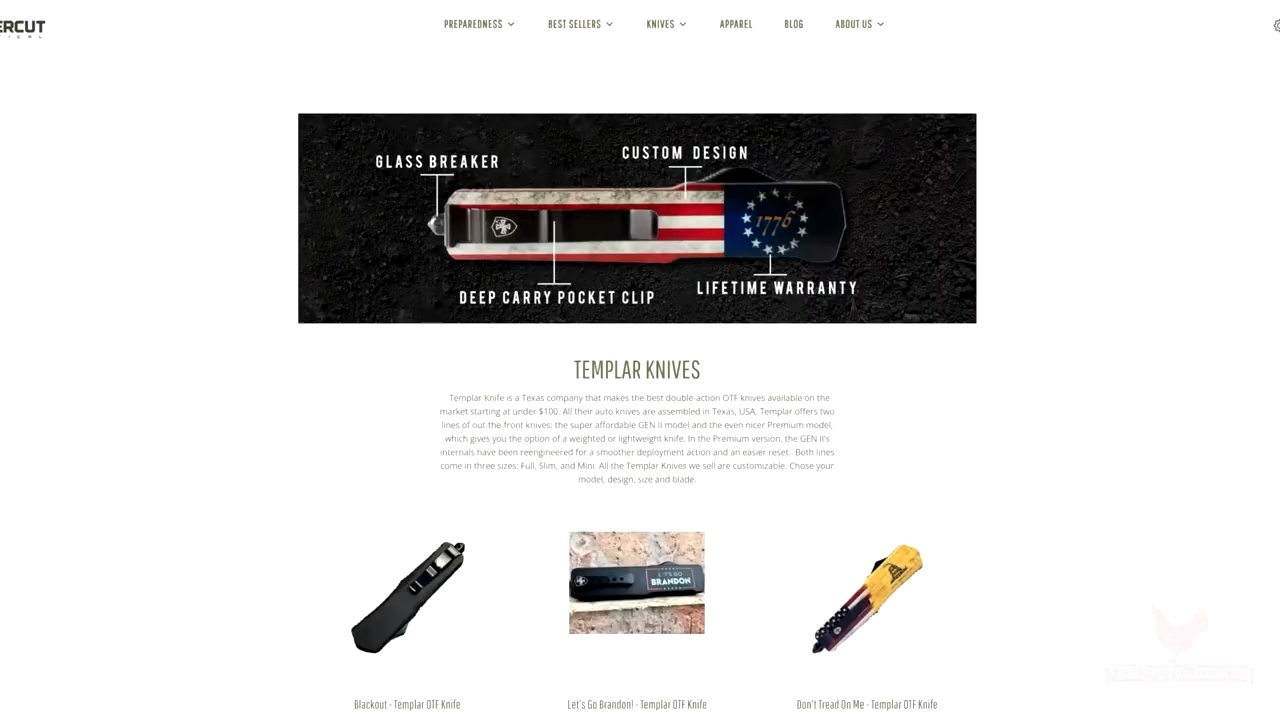 ERCUT
PREPAREDNESS
BEST SELLERS
KNIVES
APPAREL
BLOG
ABOUT US
GLASS BREAKER
CUSTOM DESIGN
1776
DEEP CARRY POCKET CLIP
LIFETIME WARRANTY
TEMPLAR KNIVES
Templar Knife is a Texas company that makes the best double-action OTF knives available on the
market starting at under $100. All their auto knives are assembled in Texas, USA. Templar offers two
lines of out-the-front knives: the super affordable GEN II model and the even nicer Premium model,
which gives you the option of a weighted or lightweight knife. In the Premium version, the GEN II's
internals have been reengineered for a smoother deployment action and an easier reset. Both lines
come in three sizes: Full, Slim, and Mini. All the Templar Knives we sell are customizable. Chose your
model, design, size and blade.
LET'S GO
BRANDON
Blackout - Templar OTF Knife
Let's Go Brandon! - Templar OTF Knife
Don't Tread On Me - Templar OTF Knife